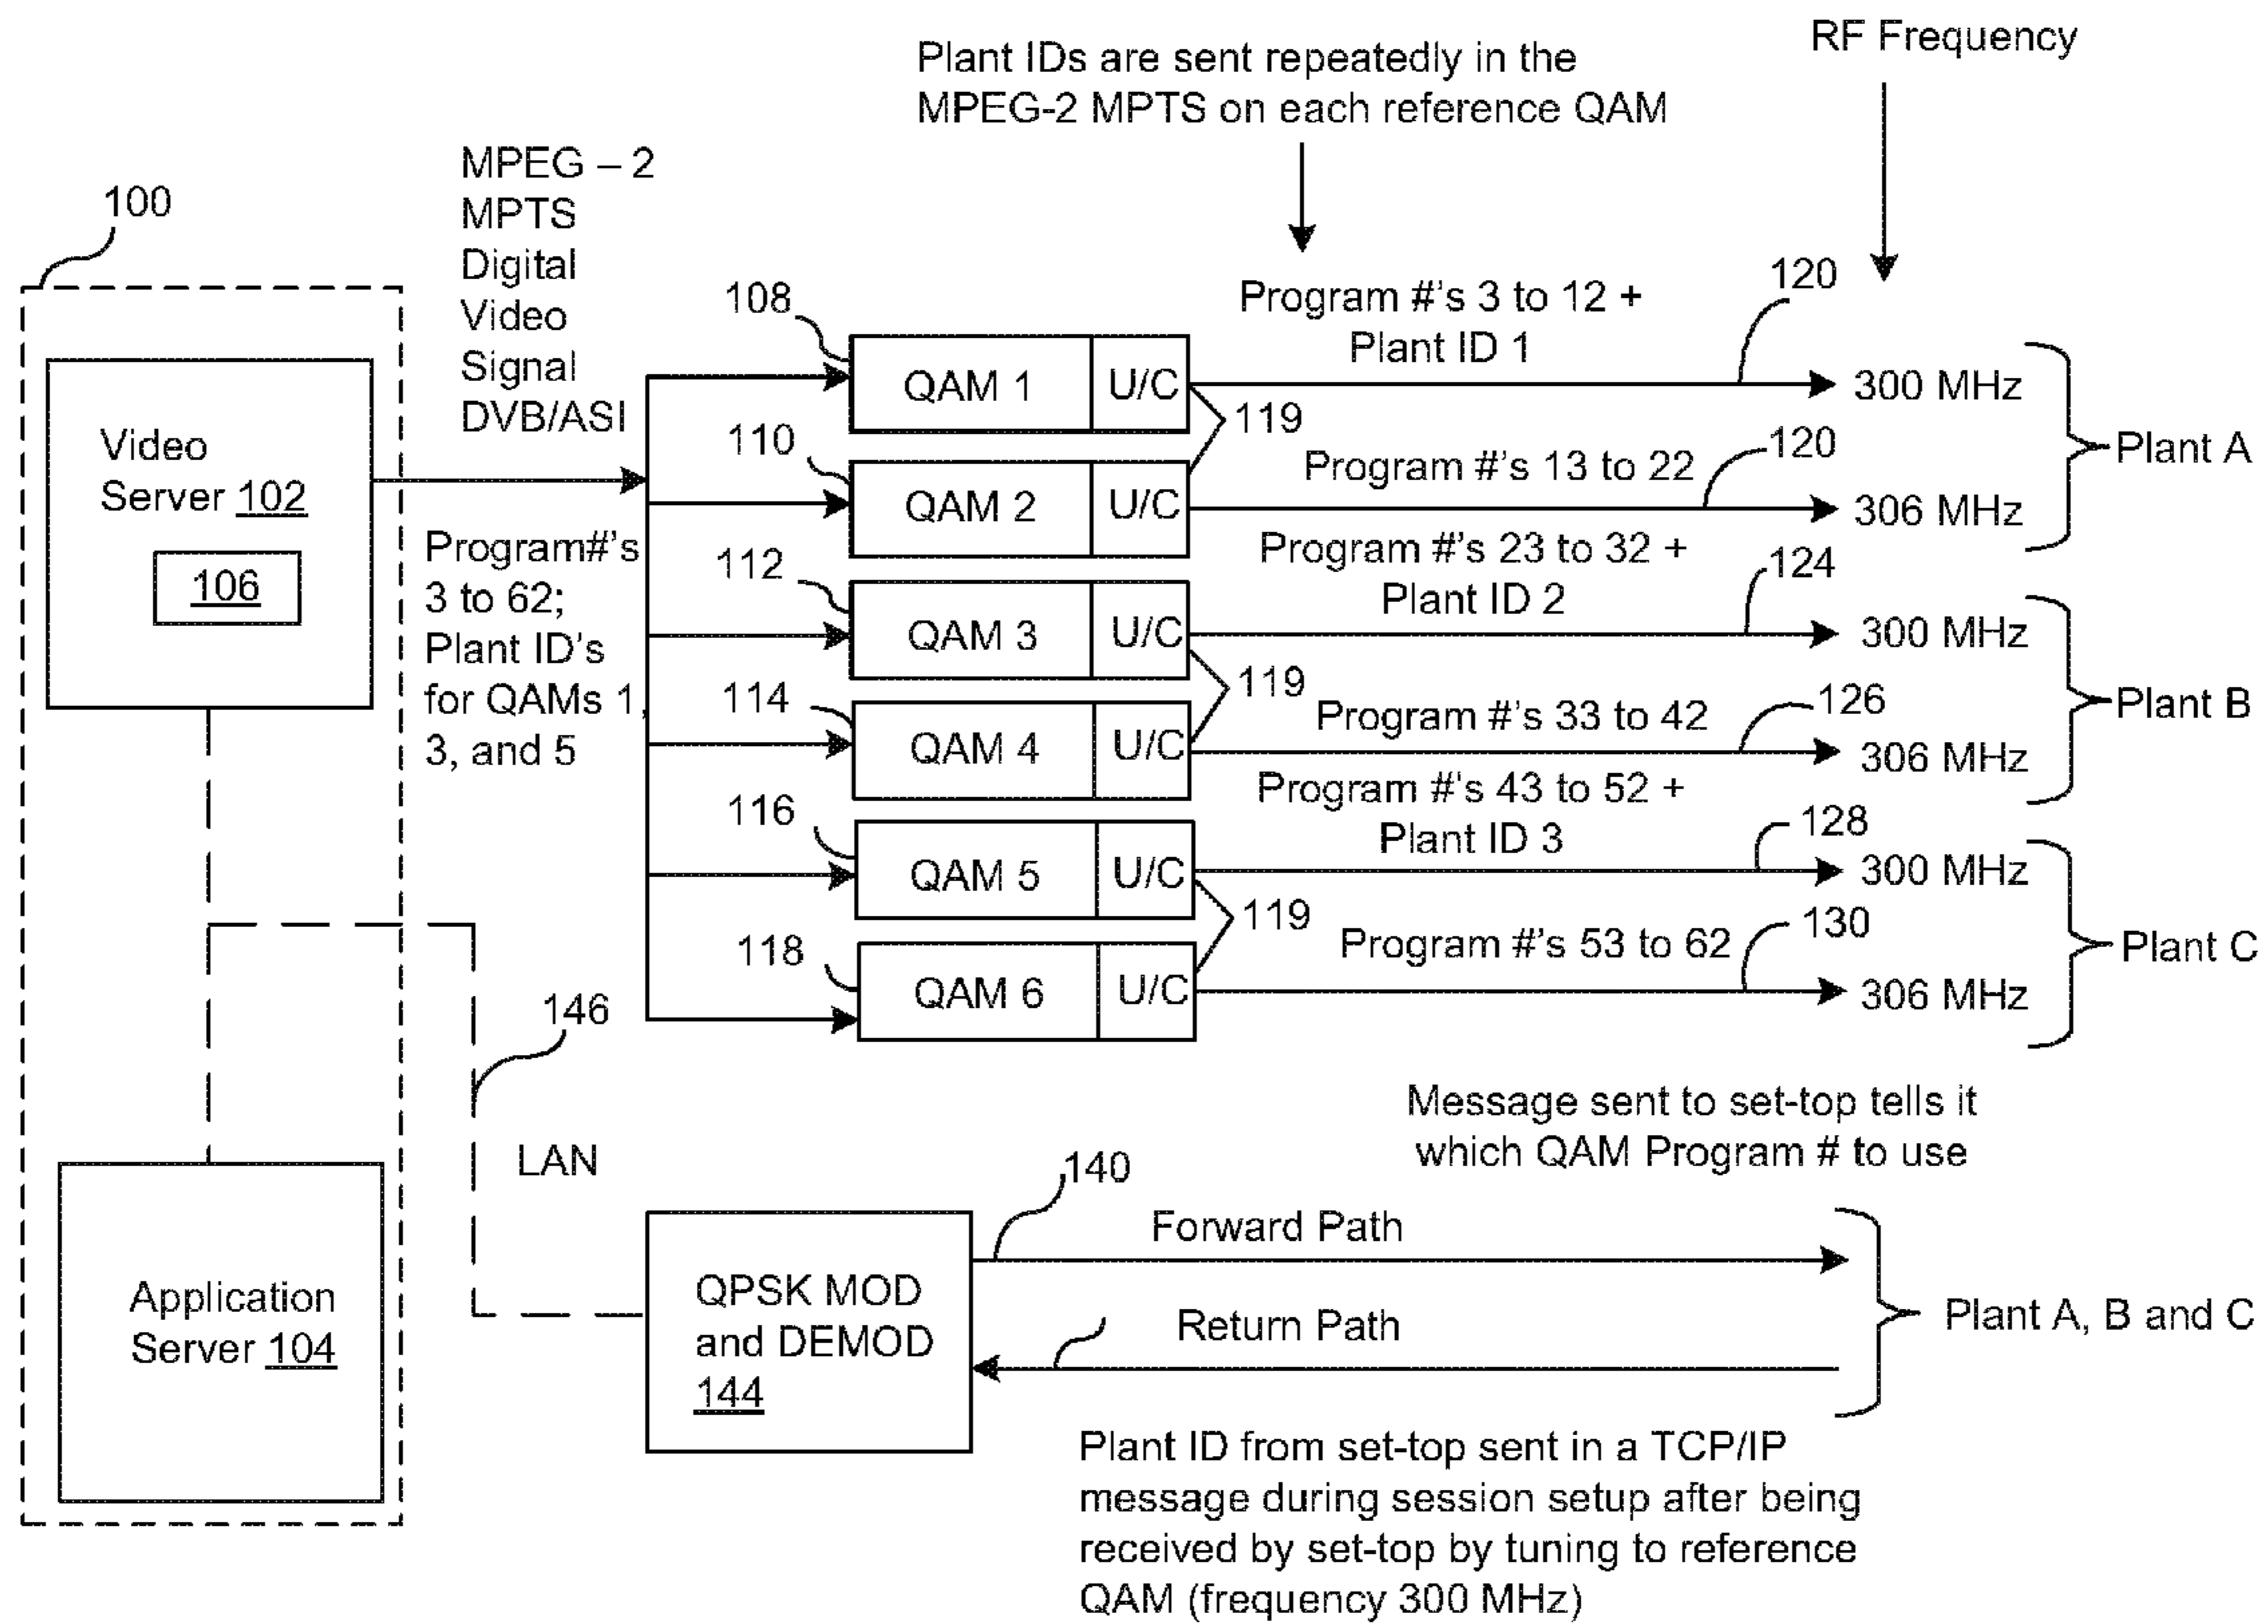 RF Frequency
Plant IDs are sent repeatedly in the
MPEG-2 MPTS on each reference QAM
MPEG – 2
MPTS
Digital
Video
Signal
DVB/ASI
100
Video
Server 102
106
Program#'s
3 to 62;
Plant ID's
for QAMs 1,
3, and 5
108
QAM 1
U/C
Program #'s 3 to 12 +
Plant ID 1
120
300 MHz
119
110
QAM 2
U/C
Program #'s 13 to 22
120
306 MHz
Plant A
112
QAM 3
U/C
Program #'s 23 to 32 +
Plant ID 2
124
300 MHz
119
114
QAM 4
U/C
Program #'s 33 to 42
126
306 MHz
Plant B
116
QAM 5
U/C
Program #'s 43 to 52 +
Plant ID 3
128
300 MHz
119
118
QAM 6
U/C
Program #'s 53 to 62
130
306 MHz
Plant C
146
LAN
Application
Server 104
Message sent to set-top tells it
which QAM Program # to use
140
Forward Path
QPSK MOD
and DEMOD
144
Return Path
Plant A, B and C
Plant ID from set-top sent in a TCP/IP
message during session setup after being
received by set-top by tuning to reference
QAM (frequency 300 MHz)